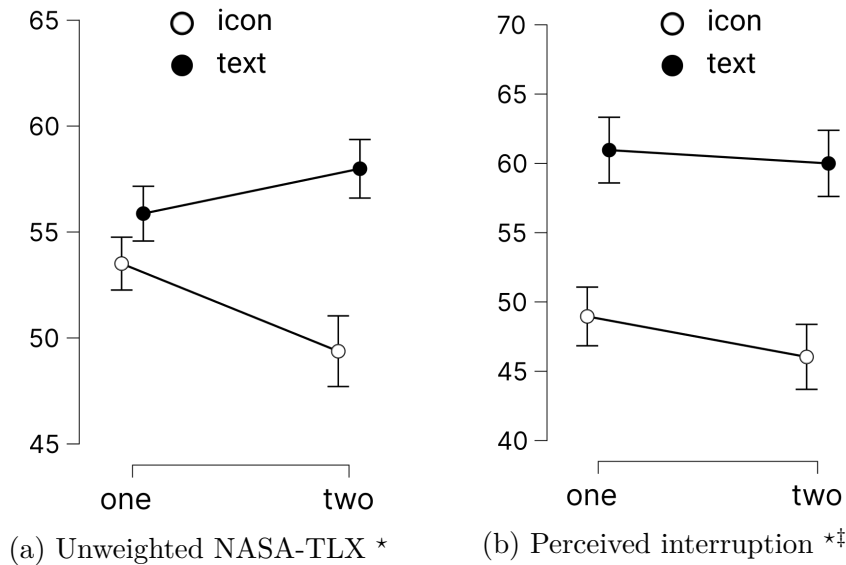 icon
text
65
60
55
50
45
one two
(a) Unweighted NASA-TLX ⋆
icon
text
70
65
60
55
50
45
40
one two
(b) Perceived interruption ⋆‡